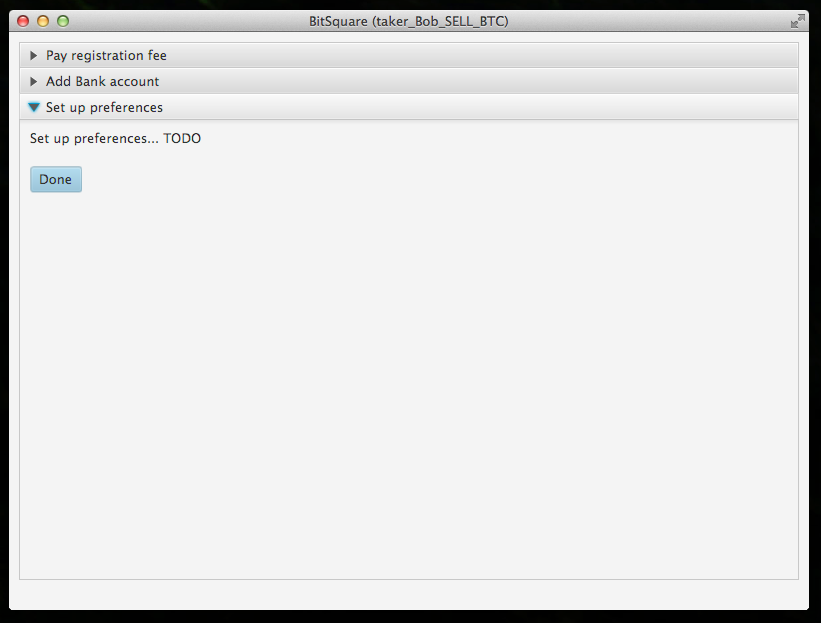 BitSquare (taker_Bob_SELL_BTC)
Pay registration fee
Add Bank account
Set up preferences
Set up preferences... TODO
Done